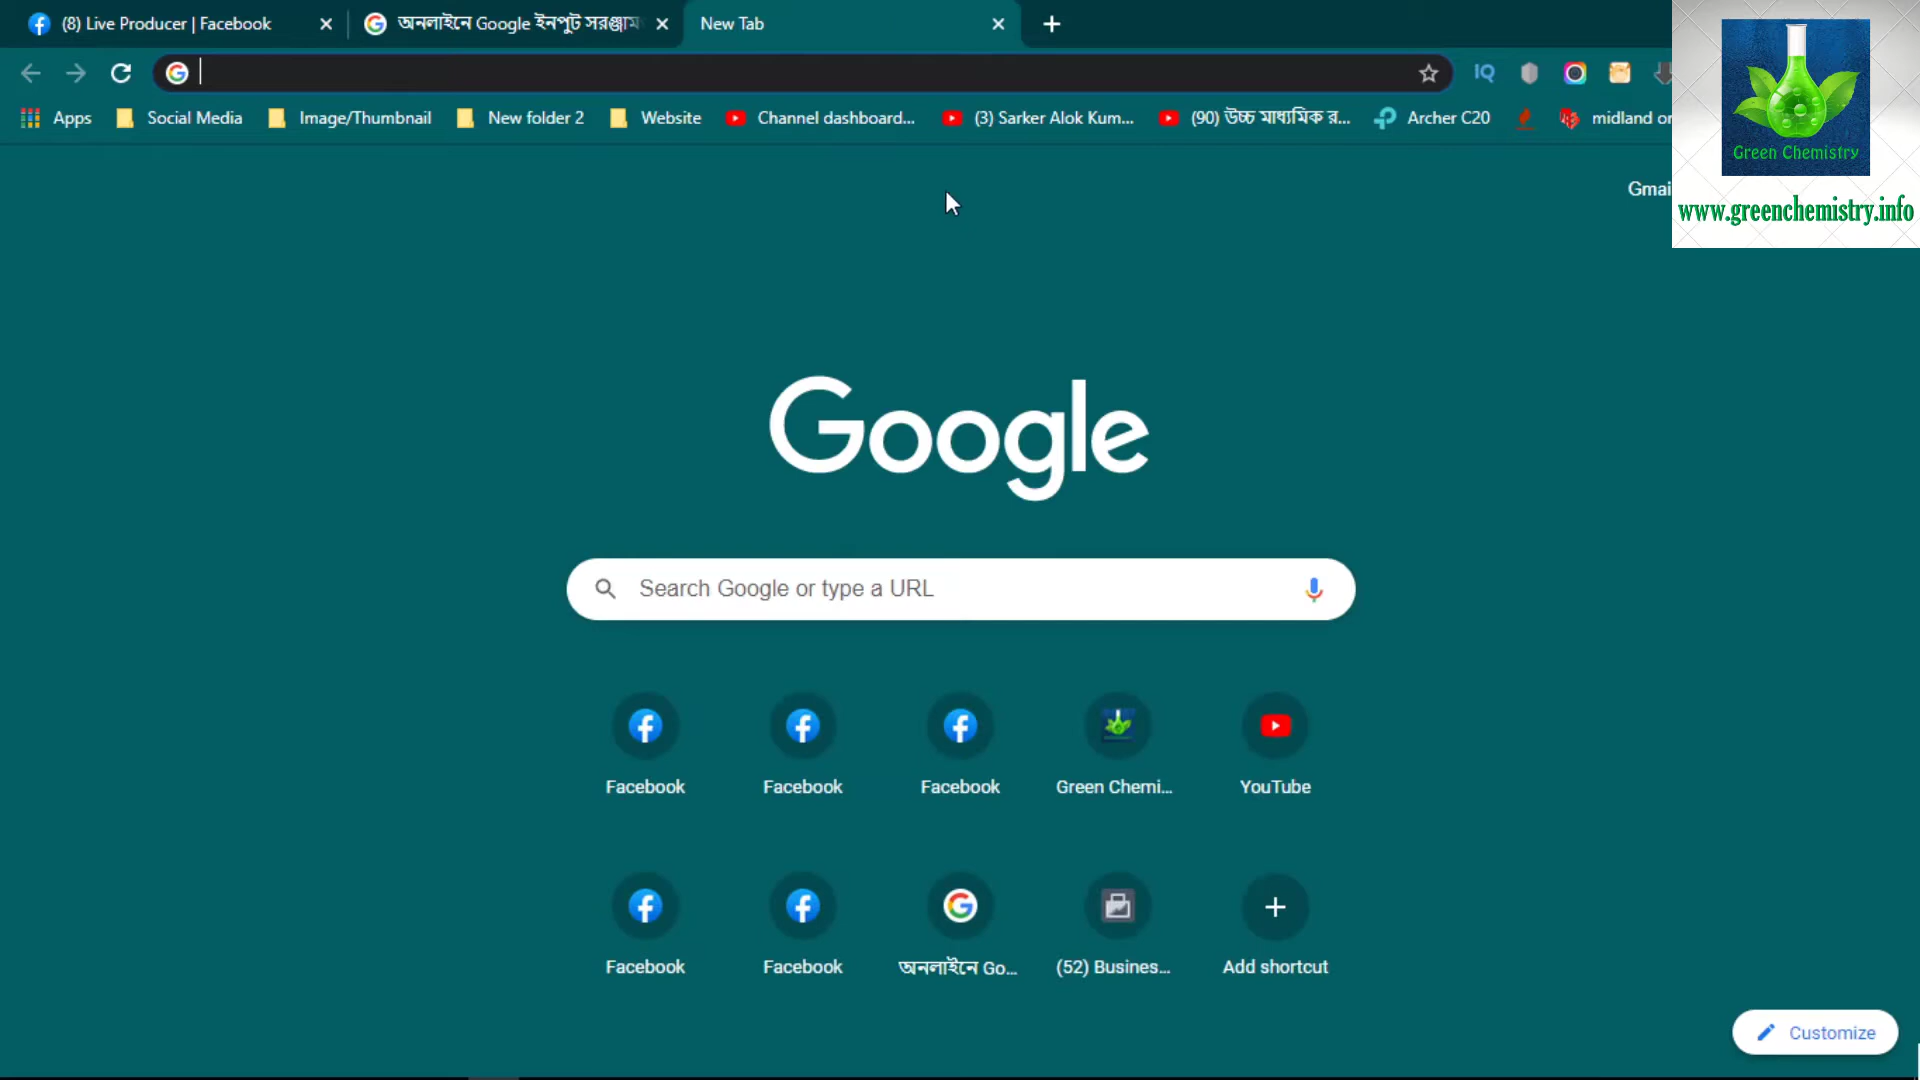 (8) Live Producer | Facebook
অনলাইনে Google ইনপুট সরঞ্জাম
New Tab
Apps
Social Media
Image/Thumbnail
New folder 2
Website
Channel dashboard...
(3) Sarker Alok Kum...
(90) উচ্চ মাধ্যমিক র...
Archer C20
midland or
Green Chemistry
www.greenchemistry.info
Gmai
Google
Search Google or type a URL
Facebook
Facebook
Facebook
Green Chemi...
YouTube
Facebook
Facebook
অনলাইনে Go...
(52) Busines...
Add shortcut
Customize